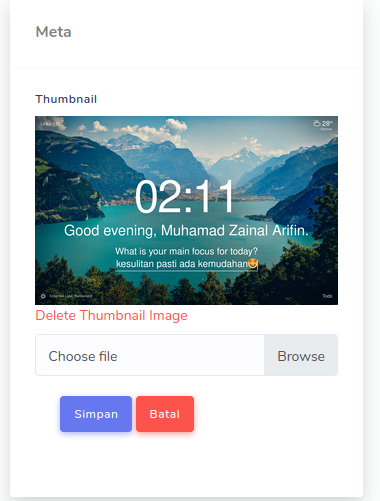 Meta
Thumbnail
28°
02:11
Good evening, Muhamad Zainal Arifin.
What is your main focus for today?
kesulitan pasti ada kemudahan🤩
Todo
Delete Thumbnail Image
Choose file
Browse
Simpan
Batal